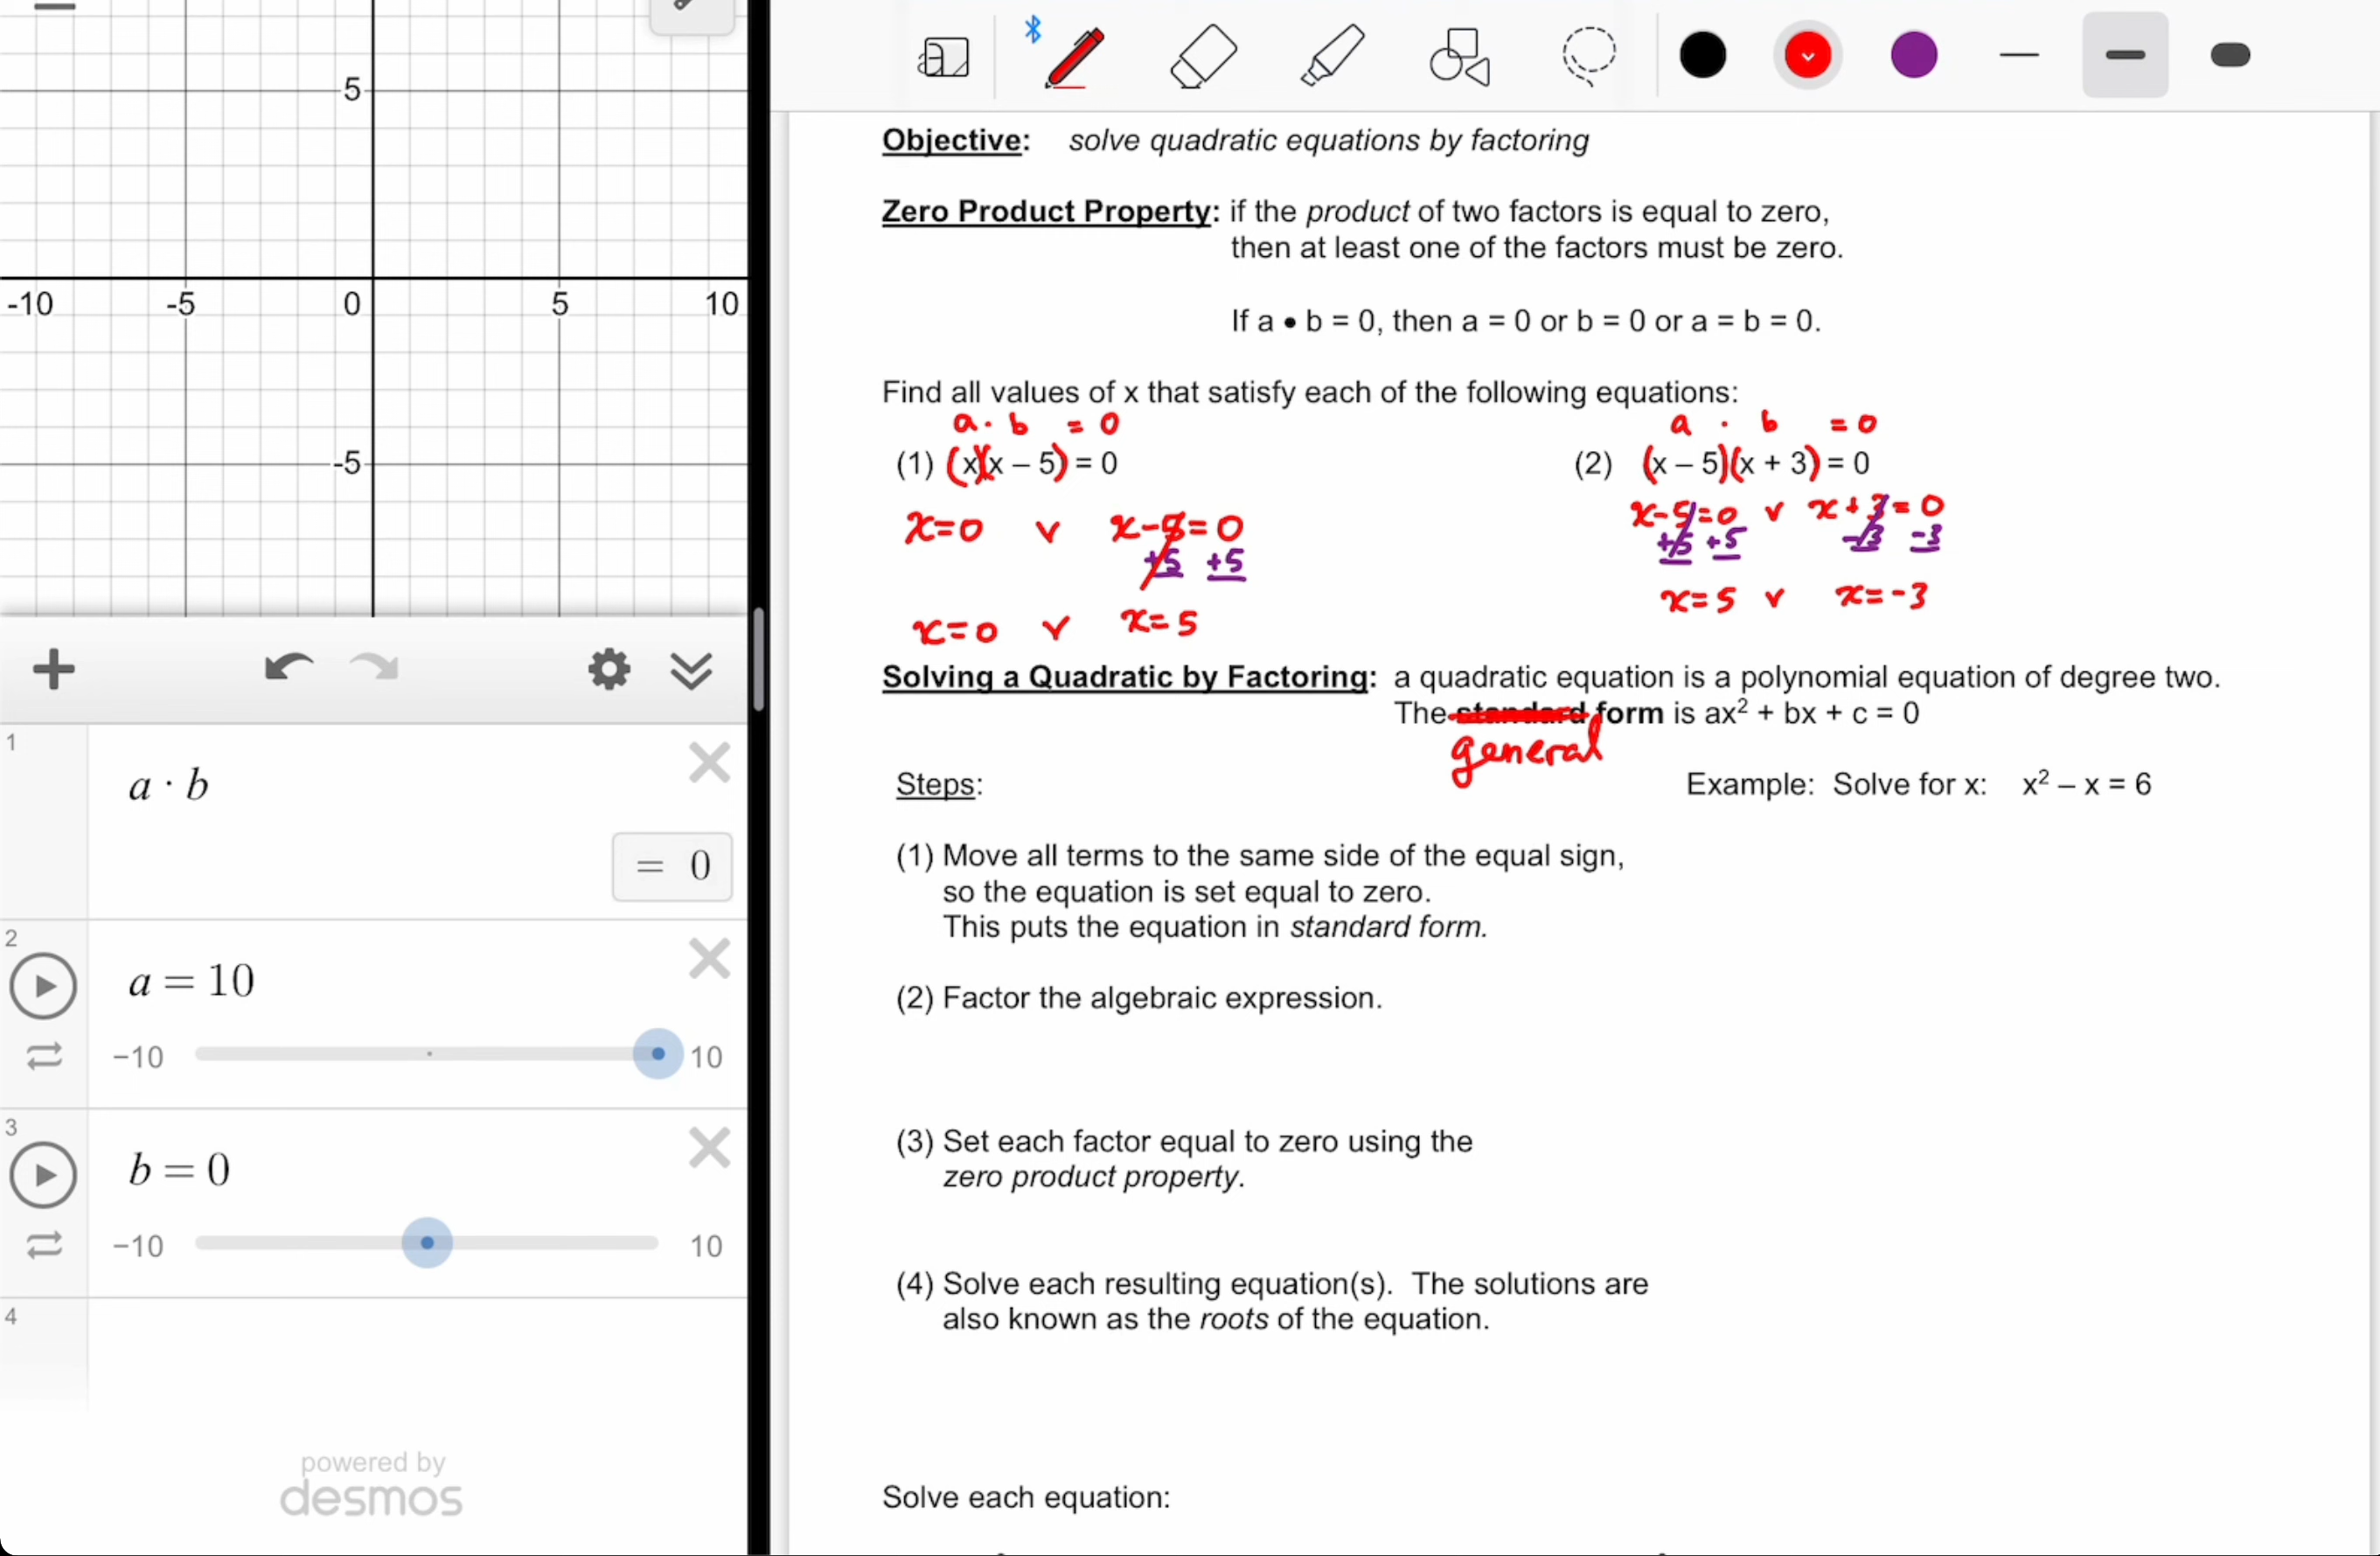 5
-10 -5 0 5 10
-5
1
a · b
= 0
2
a = 10
−10 10
3
b = 0
−10 10
4
powered by
desmos
Objective: solve quadratic equations by factoring
Zero Product Property: if the product of two factors is equal to zero,
then at least one of the factors must be zero.
If a • b = 0, then a = 0 or b = 0 or a = b = 0.
Find all values of x that satisfy each of the following equations:
a · b = 0 a · b = 0
(1) (x)(x – 5) = 0 (2) (x – 5)(x + 3) = 0
x=0 v x-5=0 x-5=0 v x+3=0
+5 +5 +5 +5 -3 -3
x=0 v x=5 x=5 v x=-3
Solving a Quadratic by Factoring: a quadratic equation is a polynomial equation of degree two.
The standard form is ax² + bx + c = 0
general
Steps: Example: Solve for x: x² – x = 6
(1) Move all terms to the same side of the equal sign,
so the equation is set equal to zero.
This puts the equation in standard form.
(2) Factor the algebraic expression.
(3) Set each factor equal to zero using the
zero product property.
(4) Solve each resulting equation(s). The solutions are
also known as the roots of the equation.
Solve each equation: